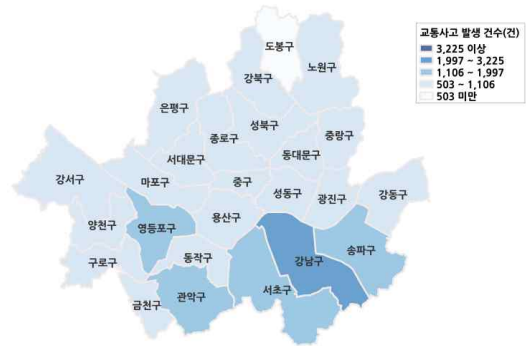 교통사고 발생 건수(건)
3,225 이상
1,997 ~ 3,225
1,106 ~ 1,997
503 ~ 1,106
503 미만
도봉구
노원구
강북구
은평구
성북구
종로구
중랑구
서대문구
동대문구
강서구
마포구
중구
성동구
광진구
강동구
양천구
영등포구
용산구
송파구
구로구
동작구
강남구
서초구
금천구
관악구